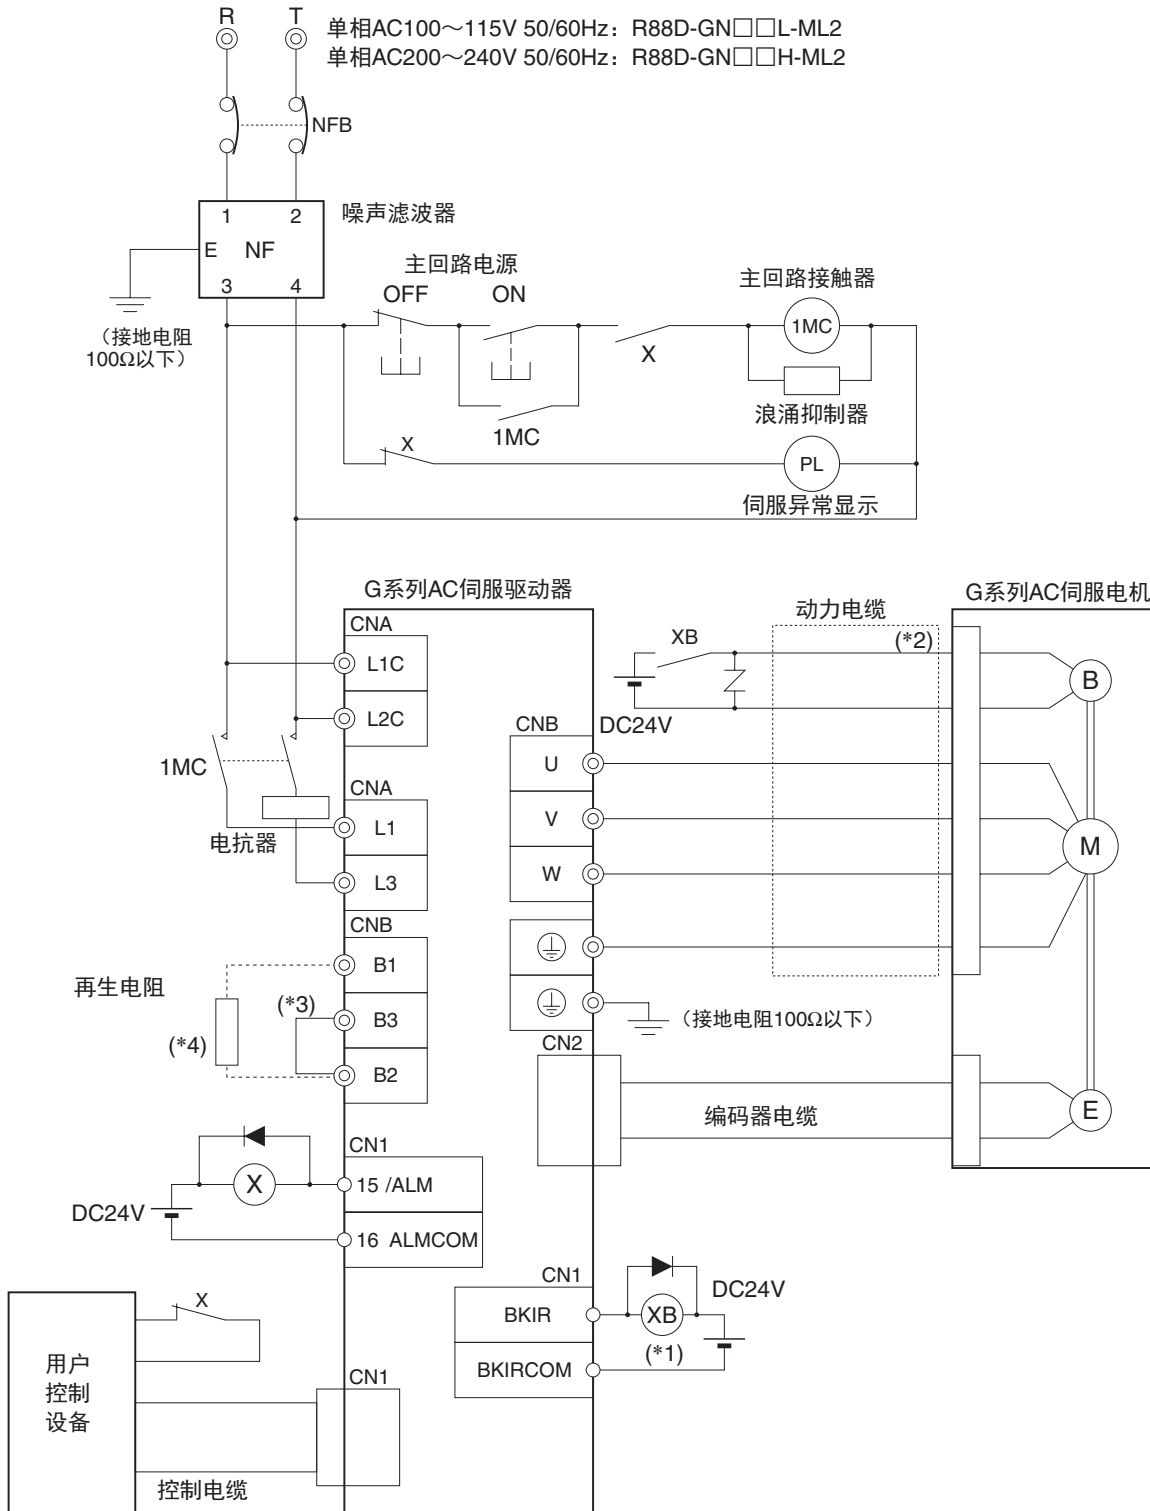 R T
单相AC100～115V 50/60Hz：R88D-GN□□L-ML2
单相AC200～240V 50/60Hz：R88D-GN□□H-ML2
NFB
1 2
噪声滤波器
E NF
3 4
（接地电阻
100Ω以下）
主回路电源
OFF ON
主回路接触器
1MC
X
浪涌抑制器
1MC
X
PL
伺服异常显示
G系列AC伺服驱动器
G系列AC伺服电机
动力电缆
CNA
L1C
L2C
XB
(*2)
B
DC24V
1MC
电抗器
CNA
L1
L3
CNB
U
V
W
M
CNB
B1
B3
B2
再生电阻
(*3)
(*4)
（接地电阻100Ω以下）
CN2
编码器电缆
E
X
DC24V
CN1
15 /ALM
16 ALMCOM
CN1
BKIR
BKIRCOM
XB
(*1)
DC24V
X
用户
控制
设备
CN1
控制电缆